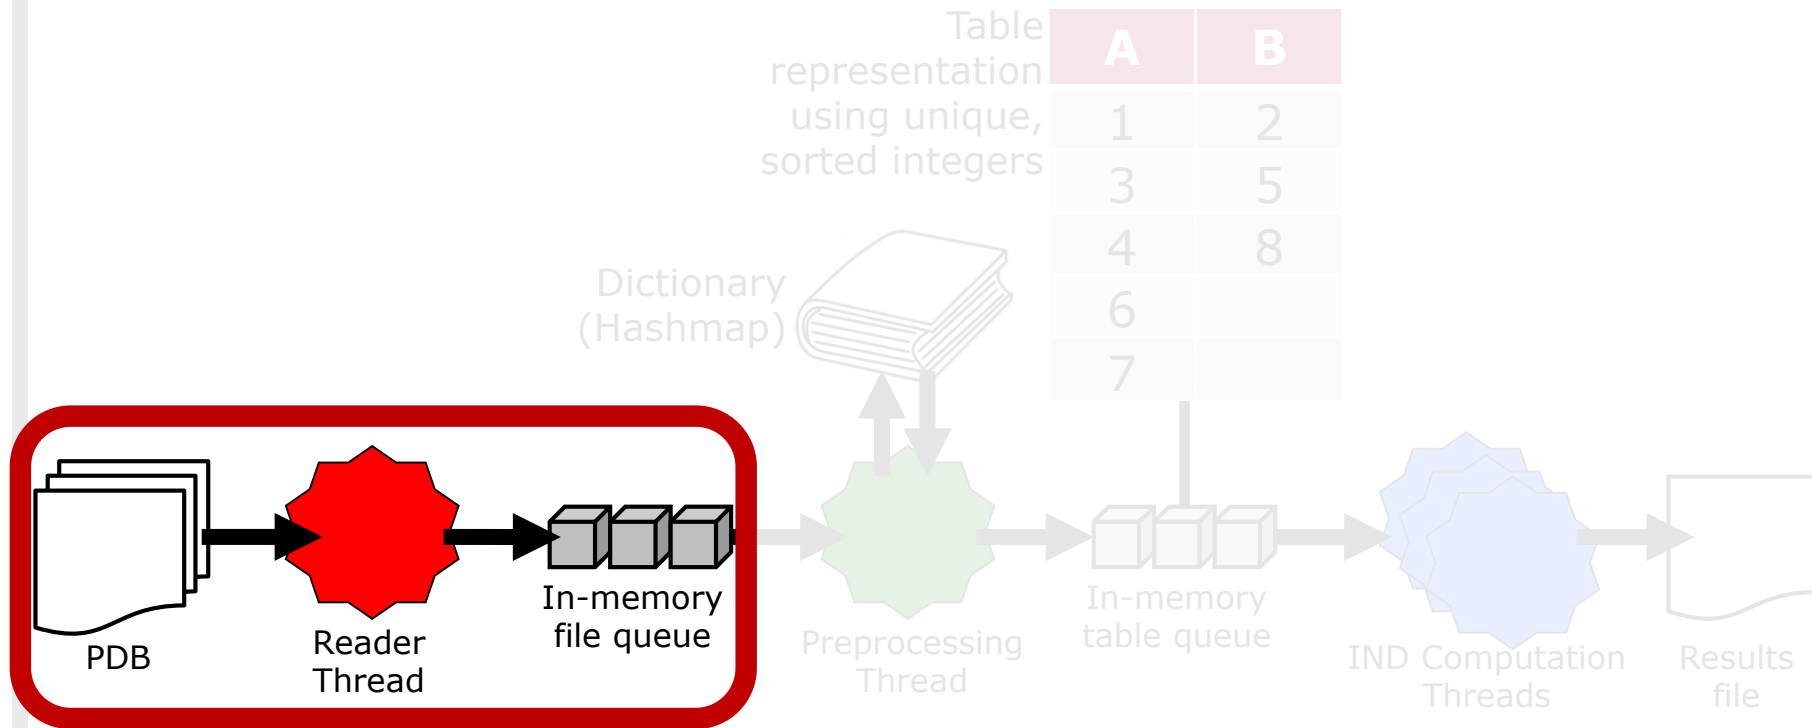 Table
representation
using unique,
sorted integers
A B
1 2
3 5
4 8
6
7
Dictionary
(Hashmap)
PDB
Reader
Thread
In-memory
file queue
Preprocessing
Thread
In-memory
table queue
IND Computation
Threads
Results
file